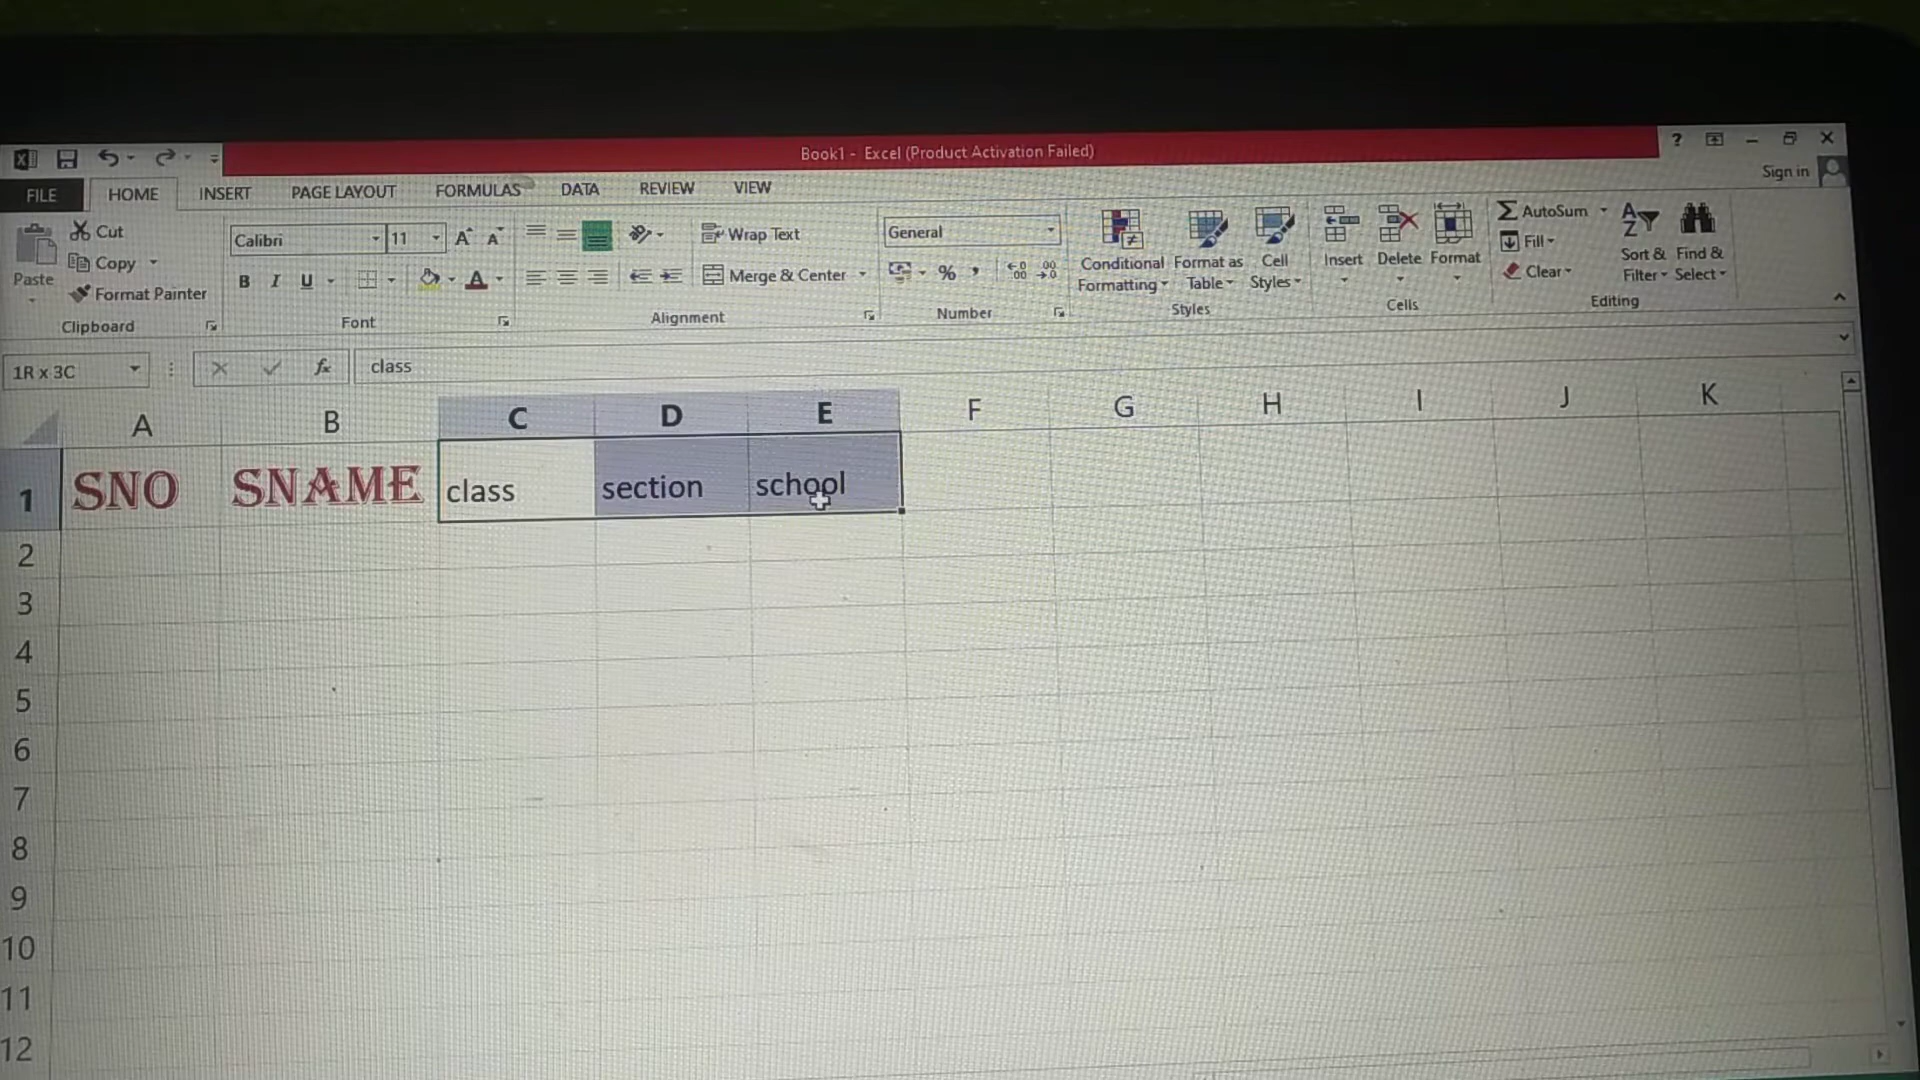 Book1 - Excel (Product Activation Failed)
?
Sign in
FILE HOME INSERT PAGE LAYOUT FORMULAS DATA REVIEW VIEW
Paste
Cut
Copy
Format Painter
Clipboard
Calibri 11
B I U
Font
Wrap Text
Merge & Center
Alignment
General
%
Number
Conditional Formatting
Format as Table
Cell Styles
Styles
Insert
Delete
Format
Cells
AutoSum
Fill
Clear
Sort & Filter
Find & Select
Editing
1R x 3C
fx
class
A B C D E F G H I J K
1 SNO SNAME class section school
2
3
4
5
6
7
8
9
10
11
12